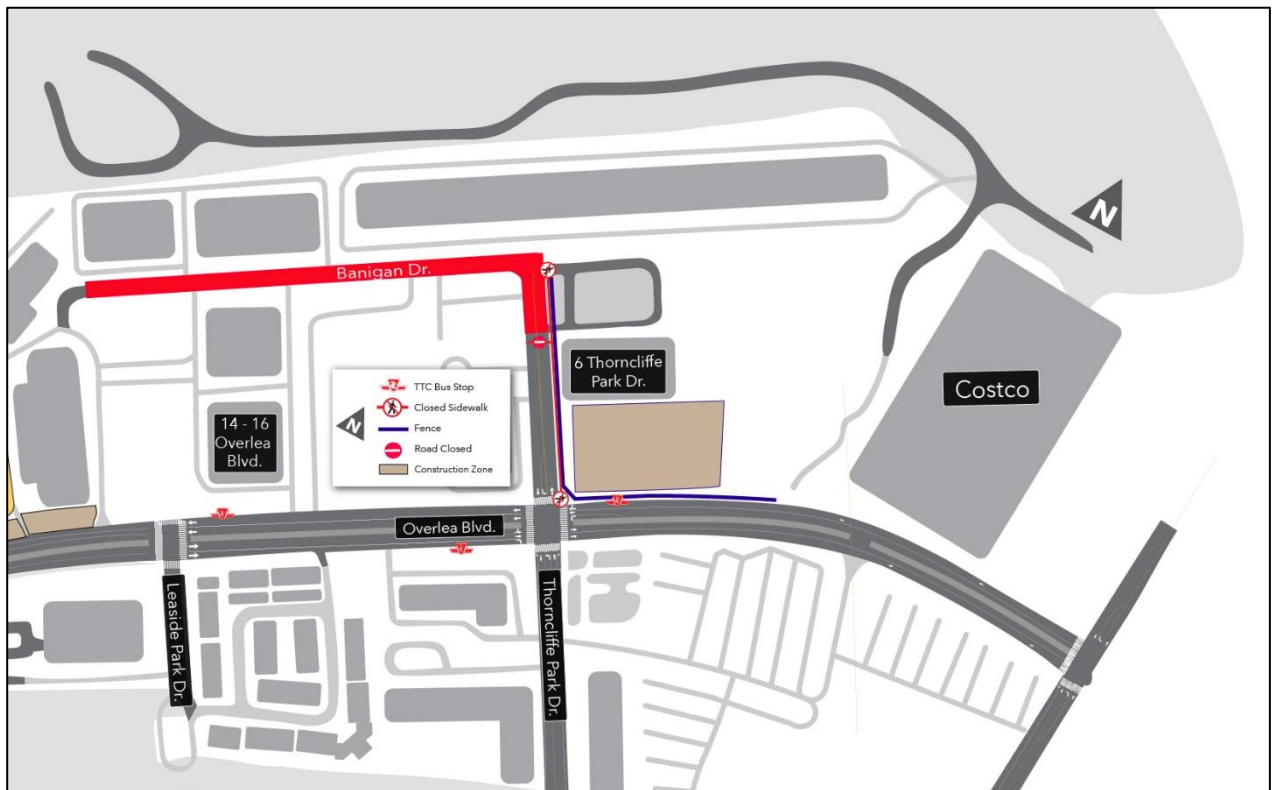 N
Banigan Dr.
6 Thorncliffe
Park Dr.
Costco
TTC Bus Stop
Closed Sidewalk
Fence
Road Closed
Construction Zone
N
14 - 16
Overlea
Blvd.
Overlea Blvd.
Leaside Park Dr.
Thorncliffe Park Dr.